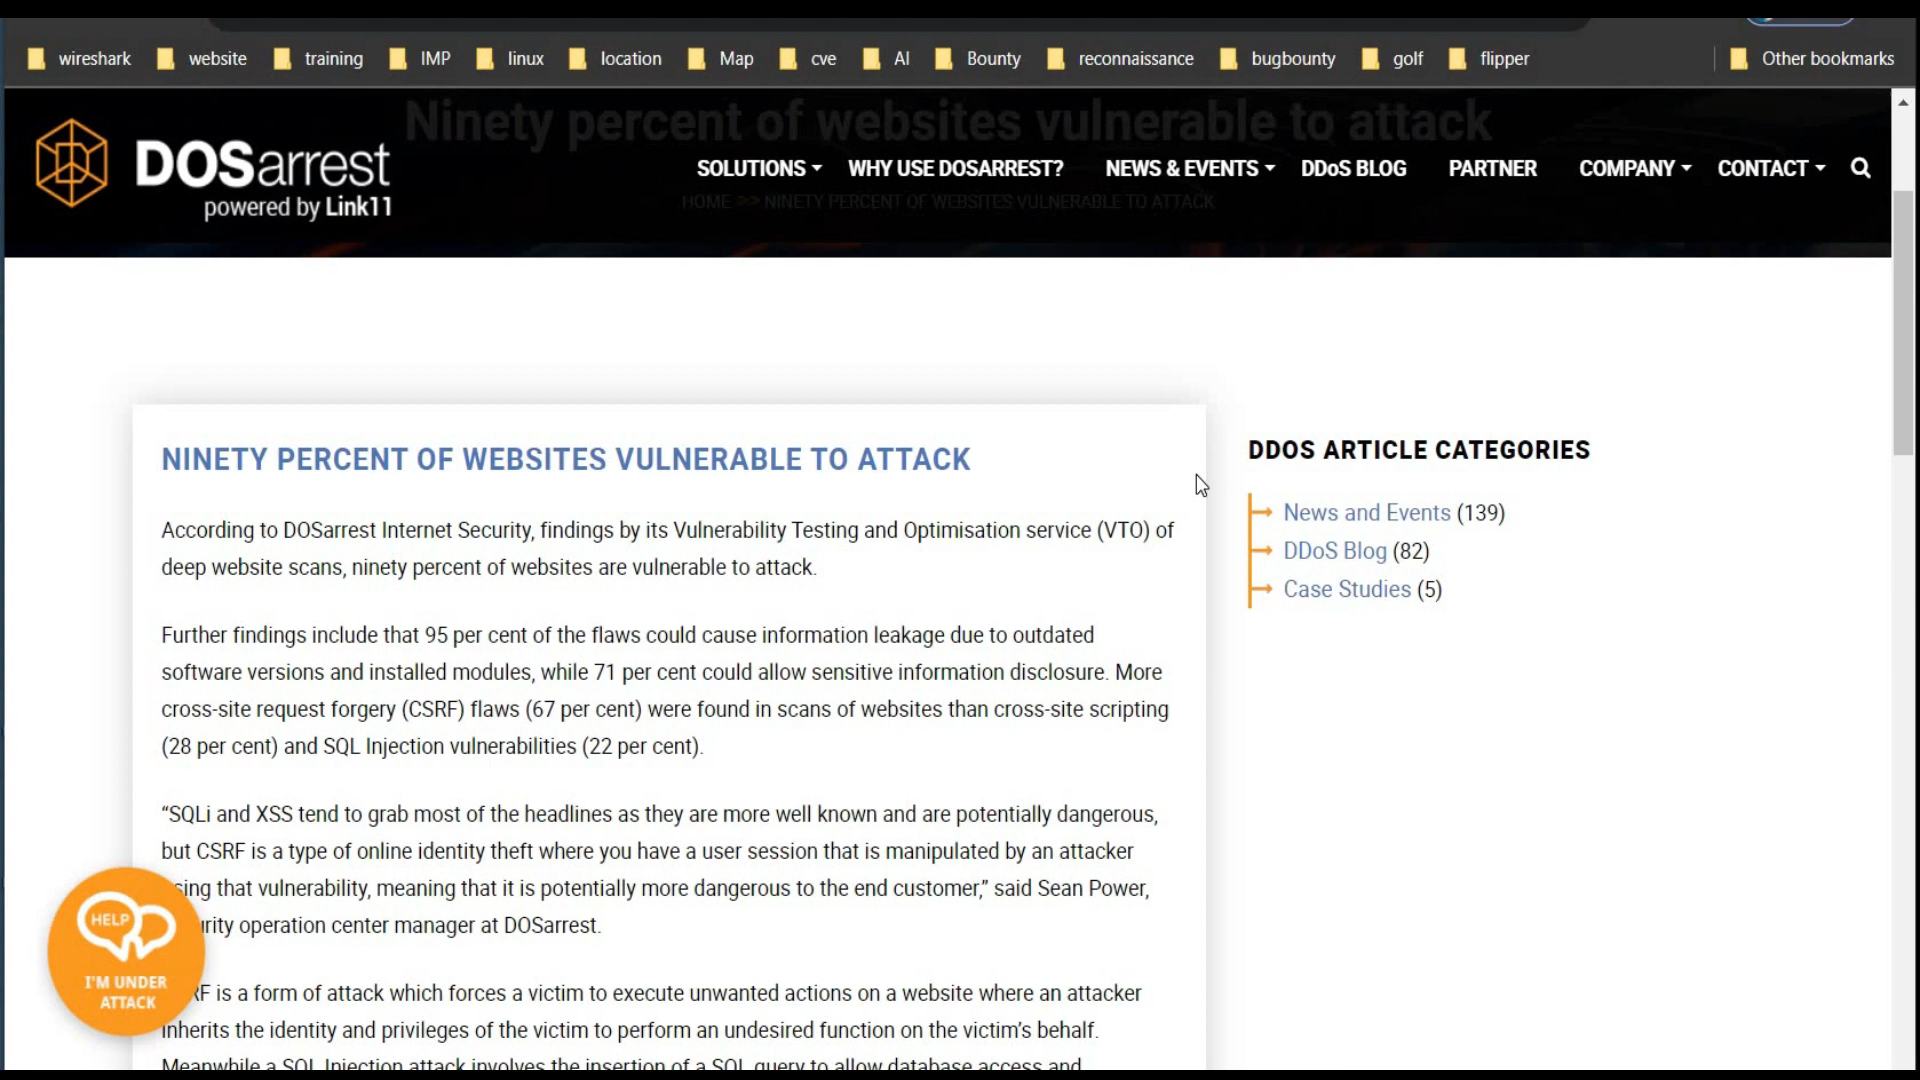 wireshark website training IMP linux location Map cve AI Bounty reconnaissance bugbounty golf flipper Other bookmarks
Ninety percent of websites vulnerable to attack
DOSarrest
powered by Link11
SOLUTIONS WHY USE DOSARREST? NEWS & EVENTS DDoS BLOG PARTNER COMPANY CONTACT
HOME >> NINETY PERCENT OF WEBSITES VULNERABLE TO ATTACK
NINETY PERCENT OF WEBSITES VULNERABLE TO ATTACK
According to DOSarrest Internet Security, findings by its Vulnerability Testing and Optimisation service (VTO) of
deep website scans, ninety percent of websites are vulnerable to attack.
Further findings include that 95 per cent of the flaws could cause information leakage due to outdated
software versions and installed modules, while 71 per cent could allow sensitive information disclosure. More
cross-site request forgery (CSRF) flaws (67 per cent) were found in scans of websites than cross-site scripting
(28 per cent) and SQL Injection vulnerabilities (22 per cent).
“SQLi and XSS tend to grab most of the headlines as they are more well known and are potentially dangerous,
but CSRF is a type of online identity theft where you have a user session that is manipulated by an attacker
sing that vulnerability, meaning that it is potentially more dangerous to the end customer,” said Sean Power,
urity operation center manager at DOSarrest.
RF is a form of attack which forces a victim to execute unwanted actions on a website where an attacker
inherits the identity and privileges of the victim to perform an undesired function on the victim’s behalf.
Meanwhile a SQL Injection attack involves the insertion of a SQL query to allow database access and
DDOS ARTICLE CATEGORIES
News and Events (139)
DDoS Blog (82)
Case Studies (5)
HELP
I'M UNDER
ATTACK